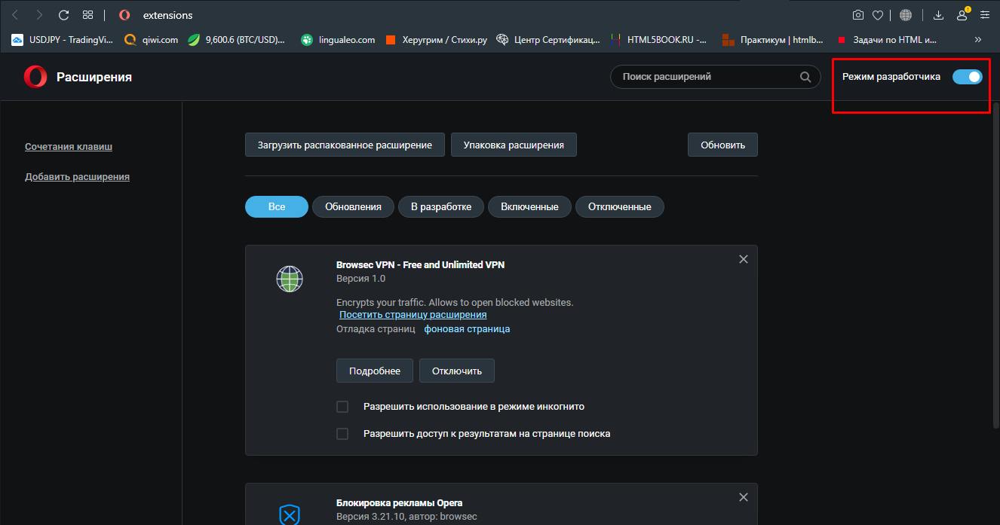 extensions
USDJPY - TradingVi... qiwi.com 9,600.6 (BTC/USD)... lingualeo.com Херугрим / Стихи.ру Центр Сертификац... HTML5BOOK.RU -... Практикум | htmlb... Задачи по HTML и... »
Расширения Поиск расширений Режим разработчика
Сочетания клавиш
Добавить расширения
Загрузить распакованное расширение Упаковка расширения Обновить
Все Обновления В разработке Включенные Отключенные
Browsec VPN - Free and Unlimited VPN
Версия 1.0
Encrypts your traffic. Allows to open blocked websites.
Посетить страницу расширения
Отладка страниц фоновая страница
Подробнее Отключить
Разрешить использование в режиме инкогнито
Разрешить доступ к результатам на странице поиска
Блокировка рекламы Opera
Версия 3.21.10, автор: browsec